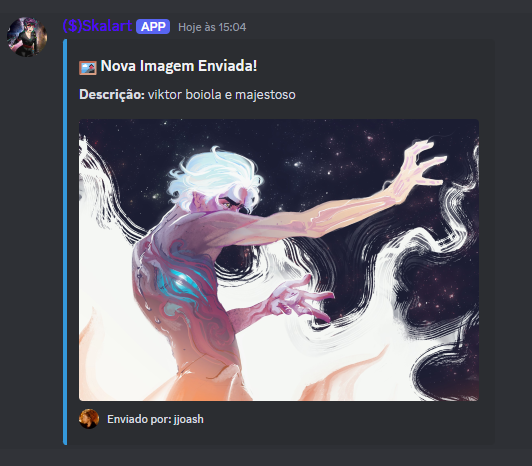 ($)Skalart APP Hoje às 15:04
Nova Imagem Enviada!
Descrição: viktor boiola e majestoso
Enviado por: jjoash